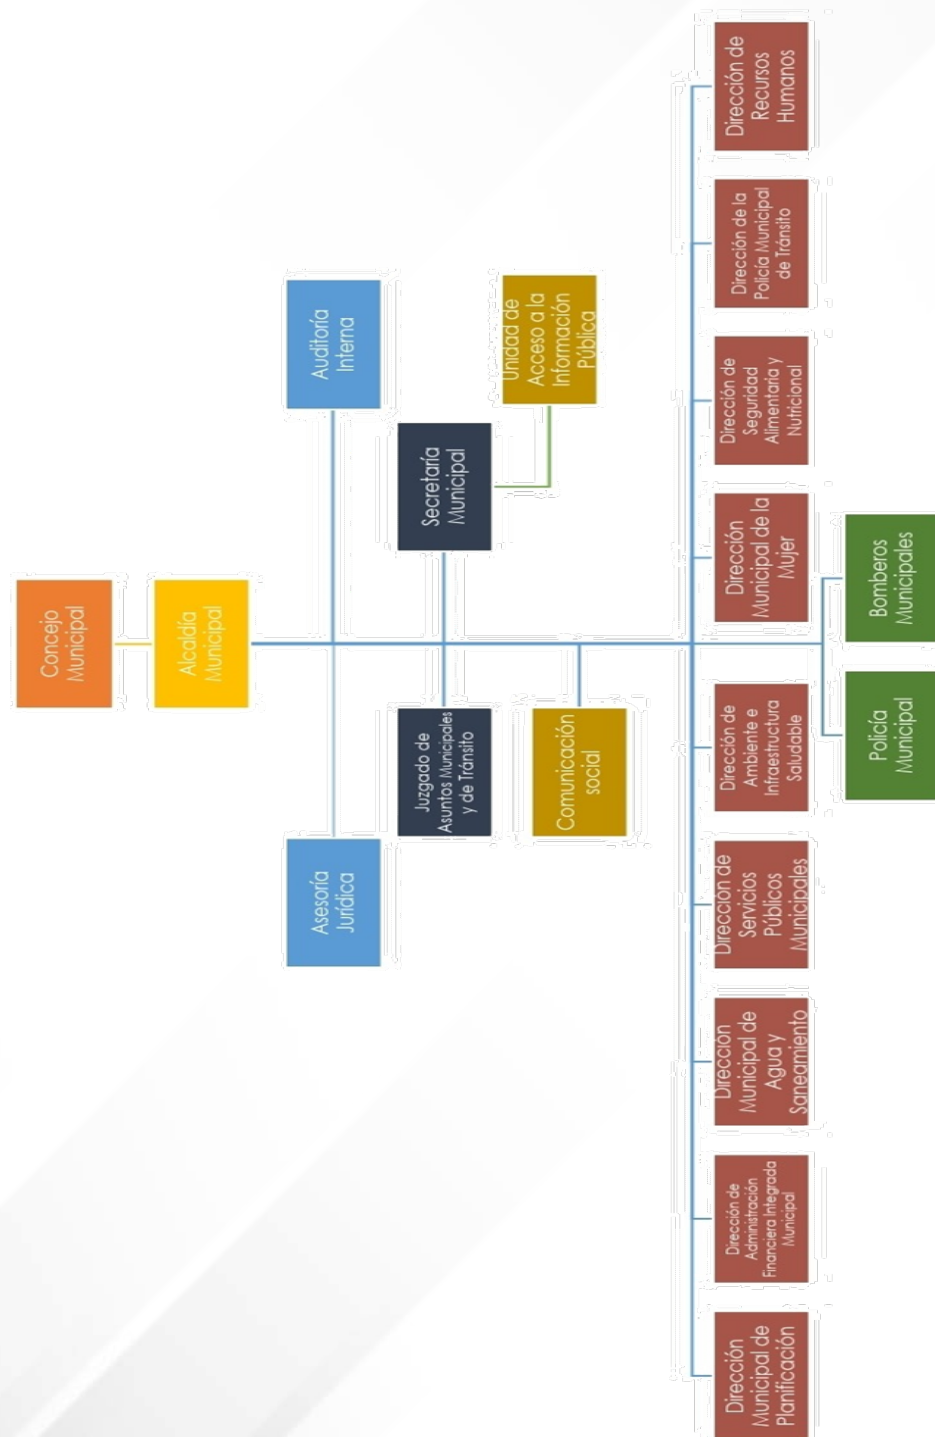 Concejo
Municipal
Alcaldía
Municipal
Asesoría
Jurídica
Auditoría
Interna
Juzgado de
Asuntos Municipales
y de Tránsito
Secretaría
Municipal
Comunicación
social
Unidad de
Acceso a la
Información
Pública
Dirección
Municipal de
Planificación
Dirección de
Administración
Financiera Integrada
Municipal
Dirección
Municipal de
Agua y
Saneamiento
Dirección de
Servicios
Públicos
Municipales
Dirección de
Ambiente e
Infraestructura
Saludable
Dirección
Municipal de la
Mujer
Dirección de
Seguridad
Alimentaria y
Nutricional
Dirección de la
Policía Municipal
de Tránsito
Dirección de
Recursos
Humanos
Policía
Municipal
Bomberos
Municipales